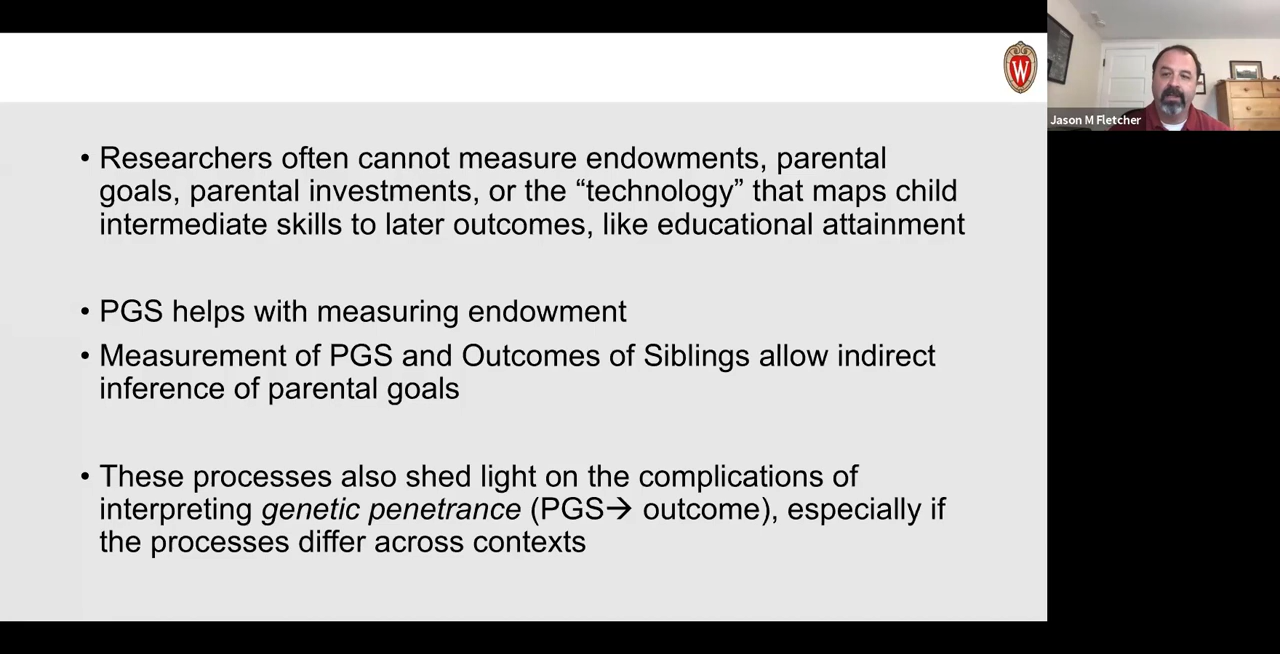 W
Jason M Fletcher
• Researchers often cannot measure endowments, parental
goals, parental investments, or the “technology” that maps child
intermediate skills to later outcomes, like educational attainment
• PGS helps with measuring endowment
• Measurement of PGS and Outcomes of Siblings allow indirect
inference of parental goals
• These processes also shed light on the complications of
interpreting genetic penetrance (PGS→ outcome), especially if
the processes differ across contexts